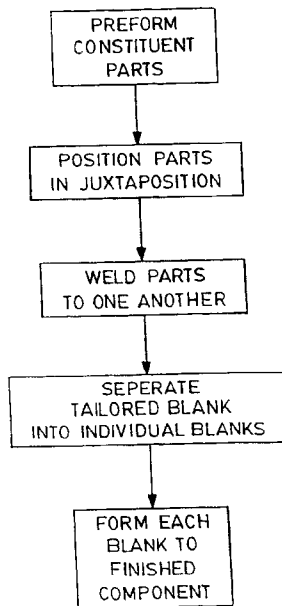 PREFORM
CONSTITUENT
PARTS
POSITION PARTS
IN JUXTAPOSITION
WELD PARTS
TO ONE ANOTHER
SEPERATE
TAILORED BLANK
INTO INDIVIDUAL BLANKS
FORM EACH
BLANK TO
FINISHED
COMPONENT